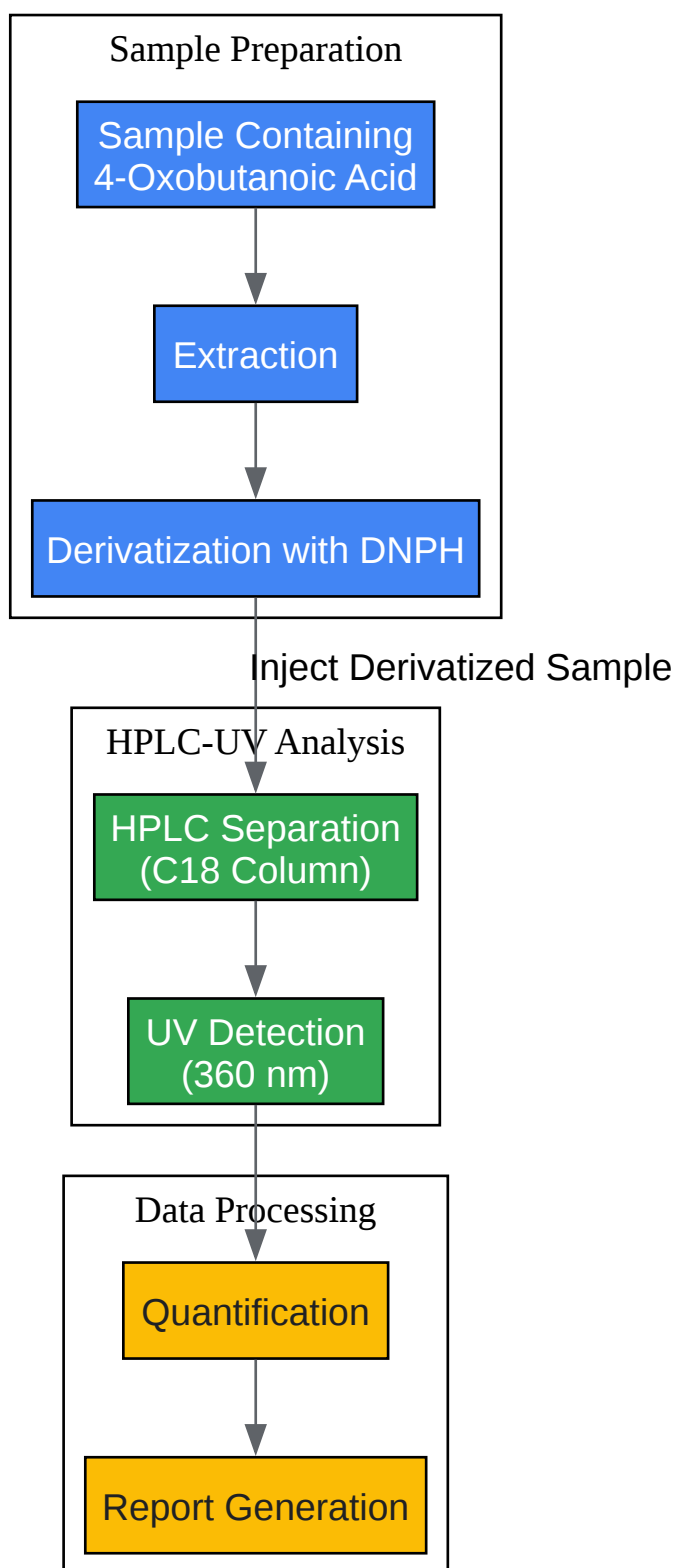 Sample Preparation
Sample Containing
4-Oxobutanoic Acid
Extraction
Derivatization with DNPH
Inject Derivatized Sample
HPLC-UV Analysis
HPLC Separation
(C18 Column)
UV Detection
(360 nm)
Data Processing
Quantification
Report Generation